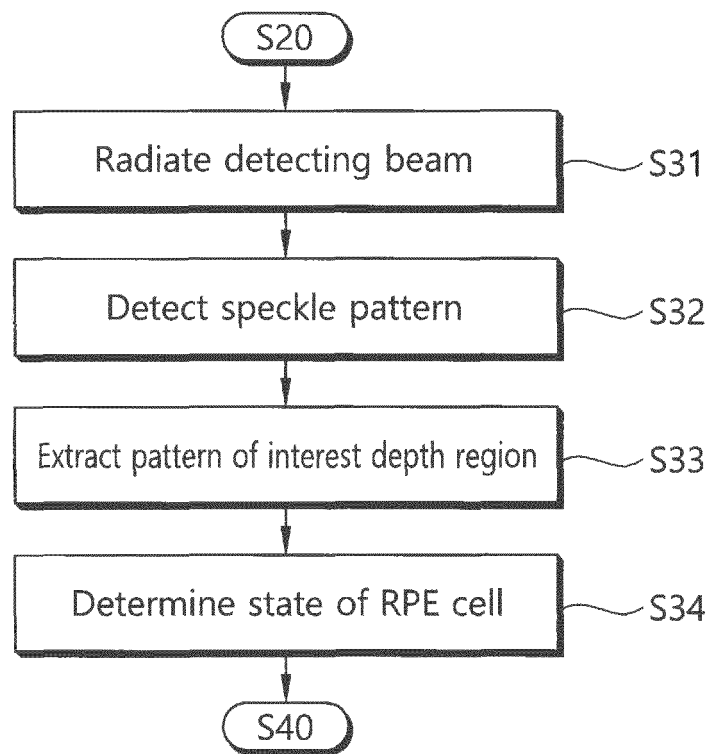 S20
Radiate detecting beam
S31
Detect speckle pattern
S32
Extract pattern of interest depth region
S33
Determine state of RPE cell
S34
S40